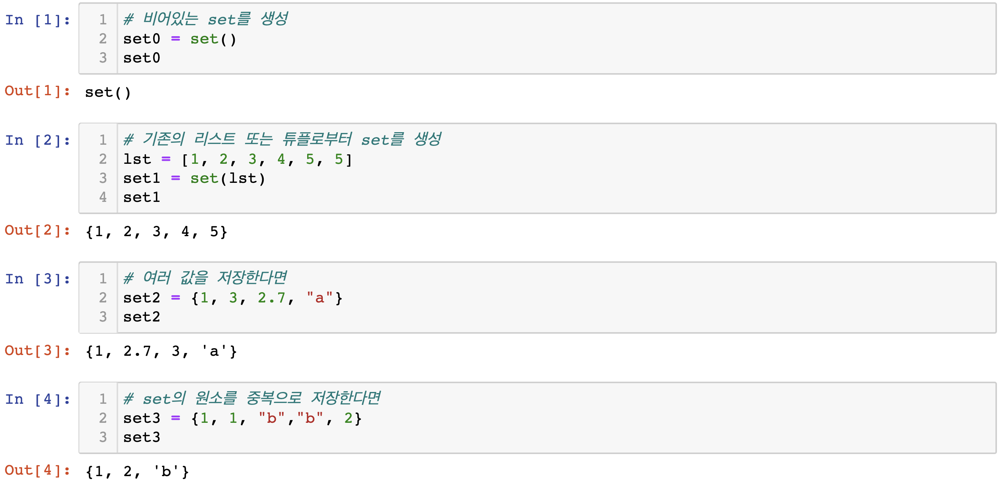 In [1]:
1 # 비어있는 set를 생성
2 set0 = set()
3 set0
Out[1]: set()
In [2]:
1 # 기존의 리스트 또는 튜플로부터 set를 생성
2 lst = [1, 2, 3, 4, 5, 5]
3 set1 = set(lst)
4 set1
Out[2]: {1, 2, 3, 4, 5}
In [3]:
1 # 여러 값을 저장한다면
2 set2 = {1, 3, 2.7, "a"}
3 set2
Out[3]: {1, 2.7, 3, 'a'}
In [4]:
1 # set의 원소를 중복으로 저장한다면
2 set3 = {1, 1, "b","b", 2}
3 set3
Out[4]: {1, 2, 'b'}